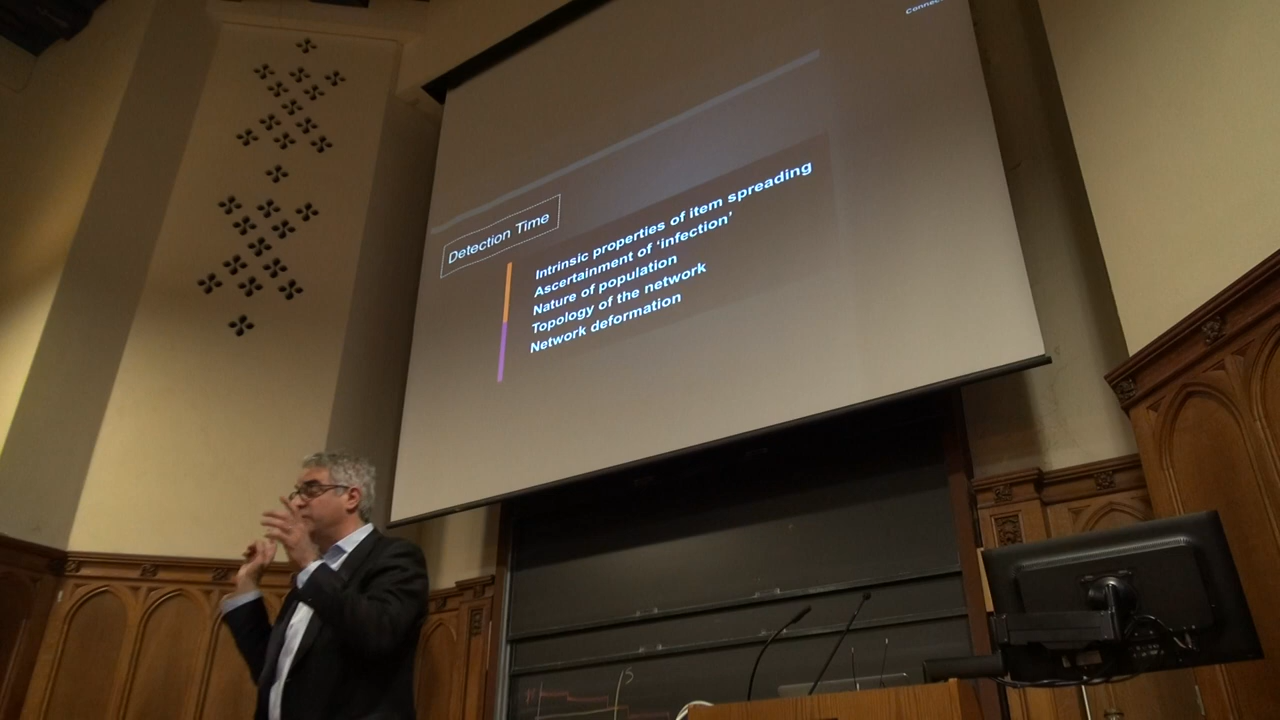 Detection Time
Intrinsic properties of item spreading
Ascertainment of ‘infection’
Nature of population
Topology of the network
Network deformation